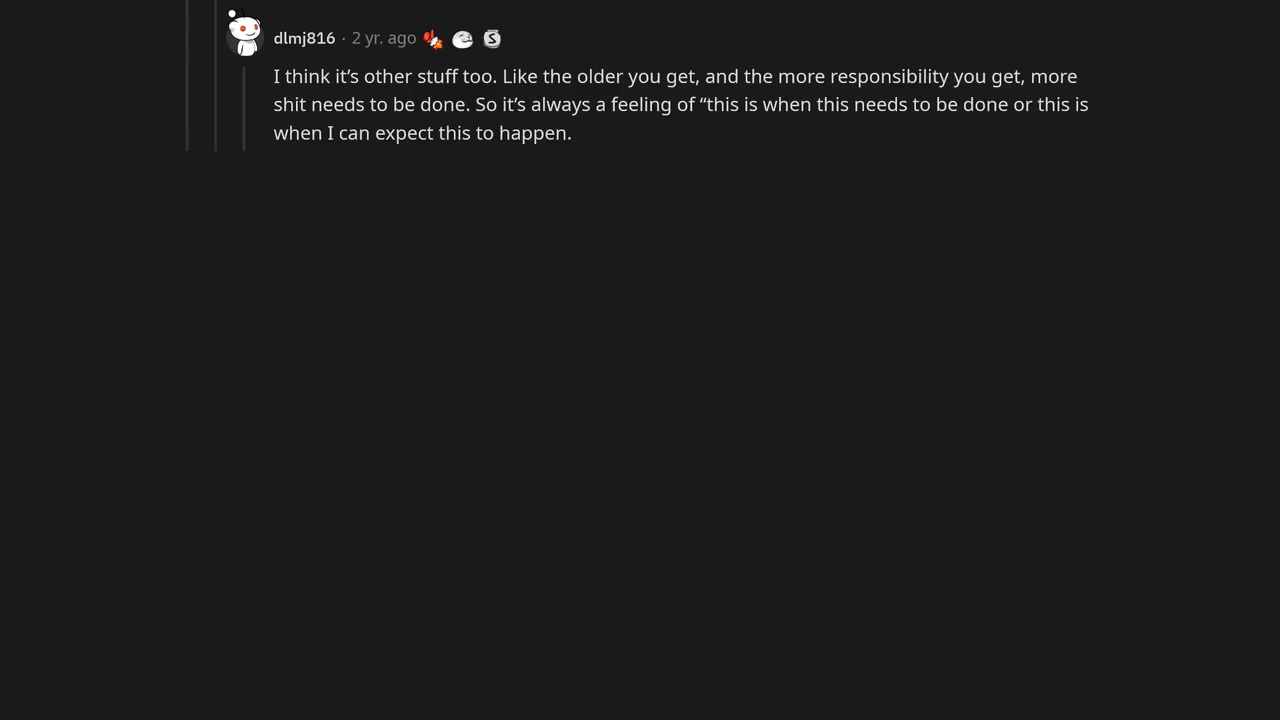 dlmj816 · 2 yr. ago
I think it’s other stuff too. Like the older you get, and the more responsibility you get, more
shit needs to be done. So it’s always a feeling of “this is when this needs to be done or this is
when I can expect this to happen.